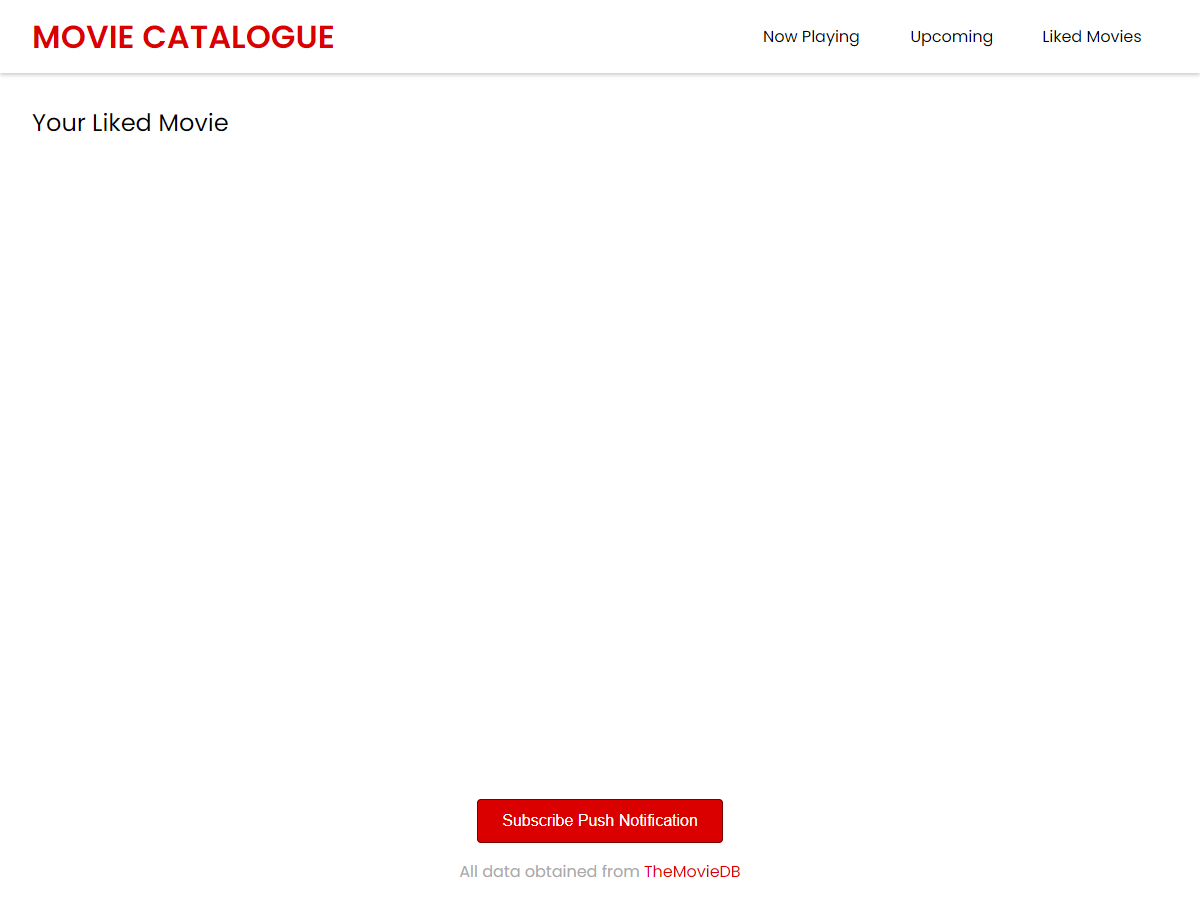 MOVIE CATALOGUE
Now Playing
Upcoming
Liked Movies
Your Liked Movie
Subscribe Push Notification
All data obtained from TheMovieDB